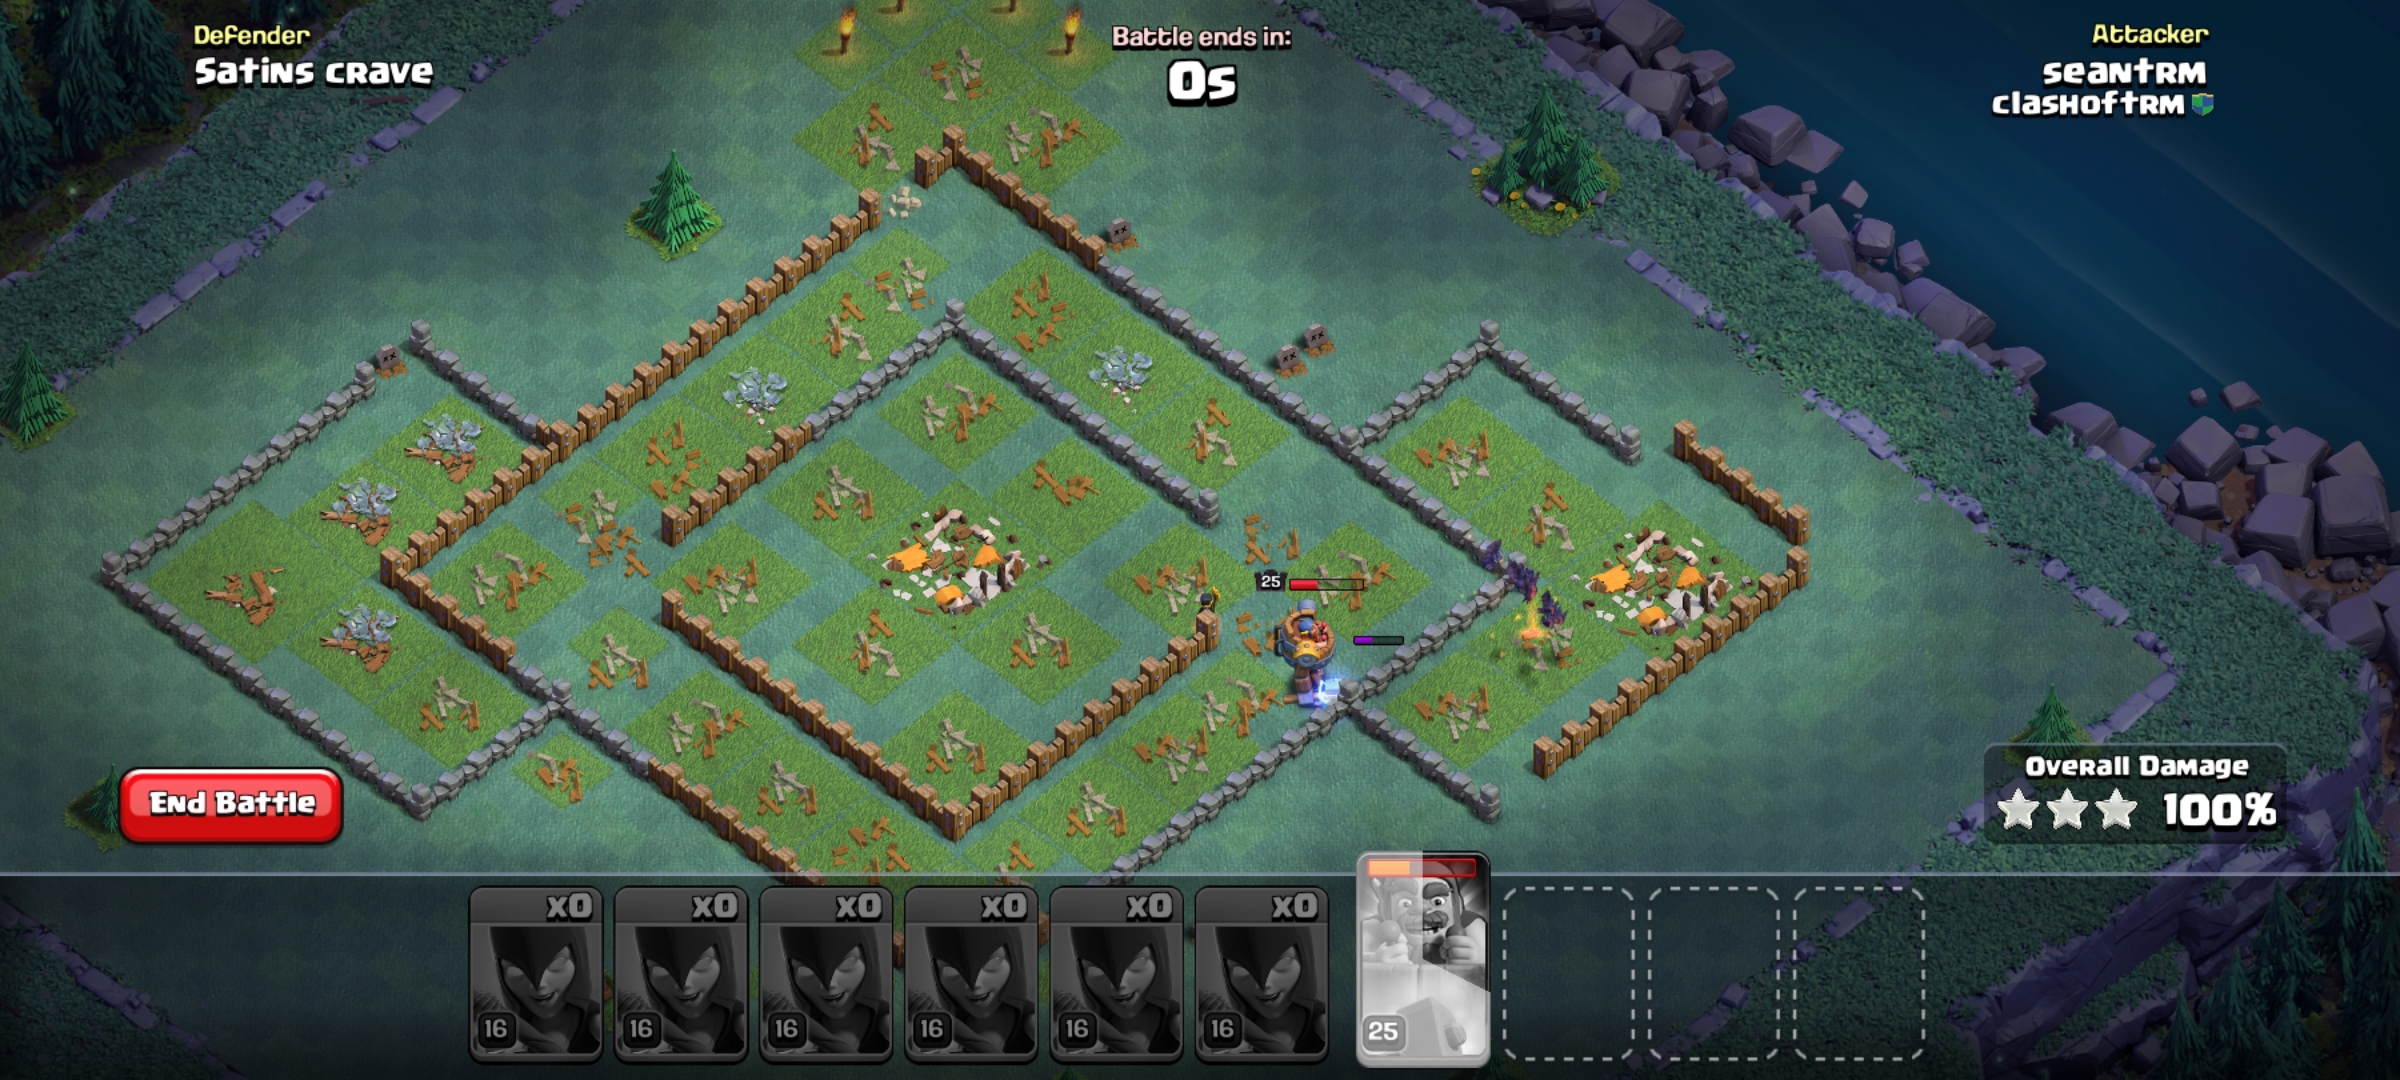 Defender
Satins crave
Battle ends in:
0s
Attacker
seantRM
clashoftRM
25
End Battle
Overall Damage
100%
x0
x0
x0
x0
x0
x0
16
16
16
16
16
16
25